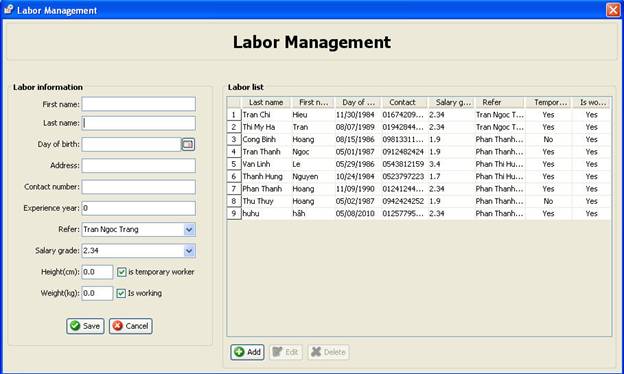 Labor Management
Labor Management
Labor information
First name:
Last name:
Day of birth:
Address:
Contact number:
Experience year: 0
Refer: Tran Ngoc Trang
Salary grade: 2.34
Height(cm): 0.0 is temporary worker
Weight(kg): 0.0 Is working
Save Cancel
Labor list
Last name First n... Day of ... Contact Salary g... Refer Tempor... Is wo...
1 Tran Chi Hieu 11/30/1984 01674209... 2.34 Tran Ngoc T... Yes Yes
2 Thi My Ha Tran 08/07/1989 01942844... 2.34 Tran Ngoc T... Yes Yes
3 Cong Binh Hoang 08/15/1986 09813311... 1.9 Phan Thanh... No Yes
4 Tran Thanh Ngoc 05/01/1987 0912482424 1.9 Phan Thanh... Yes Yes
5 Van Linh Le 05/29/1986 0543812159 3.4 Phan Thi Hu... Yes Yes
6 Thanh Hung Nguyen 10/24/1984 0523797223 1.7 Phan Thanh... Yes Yes
7 Phan Thanh Hoang 11/09/1990 01241244... 2.34 Phan Thanh... Yes Yes
8 Thu Thuy Hoang 05/02/1987 0942424252 1.9 Phan Thanh... No Yes
9 huhu hâh 05/08/2010 01257795... 2.34 Phan Thanh... Yes Yes
Add Edit Delete